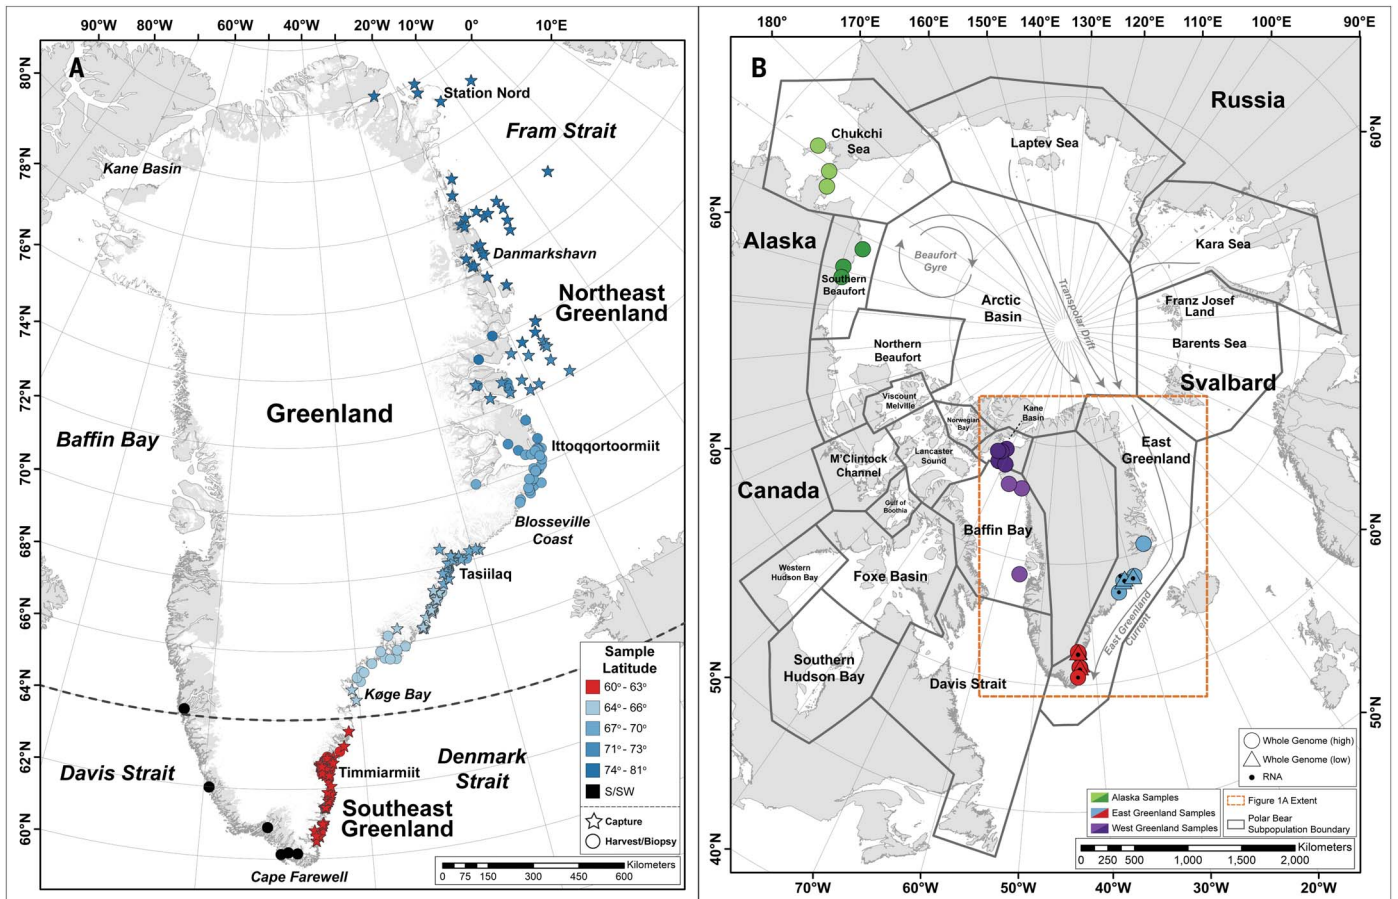 90°W
80°W
70°W
60°W
40°W
20°W
0°
10°E
60°W
40°W
30°W
20°W
10°W
80°N
78°N
76°N
74°N
72°N
70°N
68°N
66°N
64°N
62°N
60°N
A
Station Nord
Fram Strait
Kane Basin
Danmarkshavn
Northeast
Greenland
Greenland
Baffin Bay
Ittoqqortoormiit
Blosseville
Coast
Tasiilaq
Køge Bay
Davis Strait
Denmark
Strait
Timmiarmiit
Southeast
Greenland
Cape Farewell
Sample
Latitude
60° - 63°
64° - 66°
67° - 70°
71° - 73°
74° - 81°
S/SW
Capture
Harvest/Biopsy
Kilometers
0 75 150 300 450 600
180°
170°W
160°W
150°W
140°W
130°W
120°W
110°W
100°W
90°E
B
Russia
Chukchi
Sea
Laptev Sea
60°N
60°N
Alaska
Kara Sea
Beaufort
Gyre
Southern
Beaufort
Transpolar Drift
Arctic
Basin
Franz Josef
Land
Barents Sea
Northern
Beaufort
Svalbard
Viscount
Melville
Norwegian
Bay
Kane
Basin
East
Greenland
60°N
M'Clintock
Channel
Lancaster
Sound
Canada
Gulf of
Boothia
Baffin Bay
60°N
Western
Hudson Bay
Foxe Basin
East Greenland
Current
Southern
Hudson Bay
Davis Strait
50°N
50°N
Whole Genome (high)
Whole Genome (low)
RNA
Alaska Samples
East Greenland Samples
West Greenland Samples
Figure 1A Extent
Polar Bear
Subpopulation Boundary
Kilometers
0 250 500 1,000 1,500 2,000
40°N
70°W
60°W
50°W
40°W
30°W
20°W